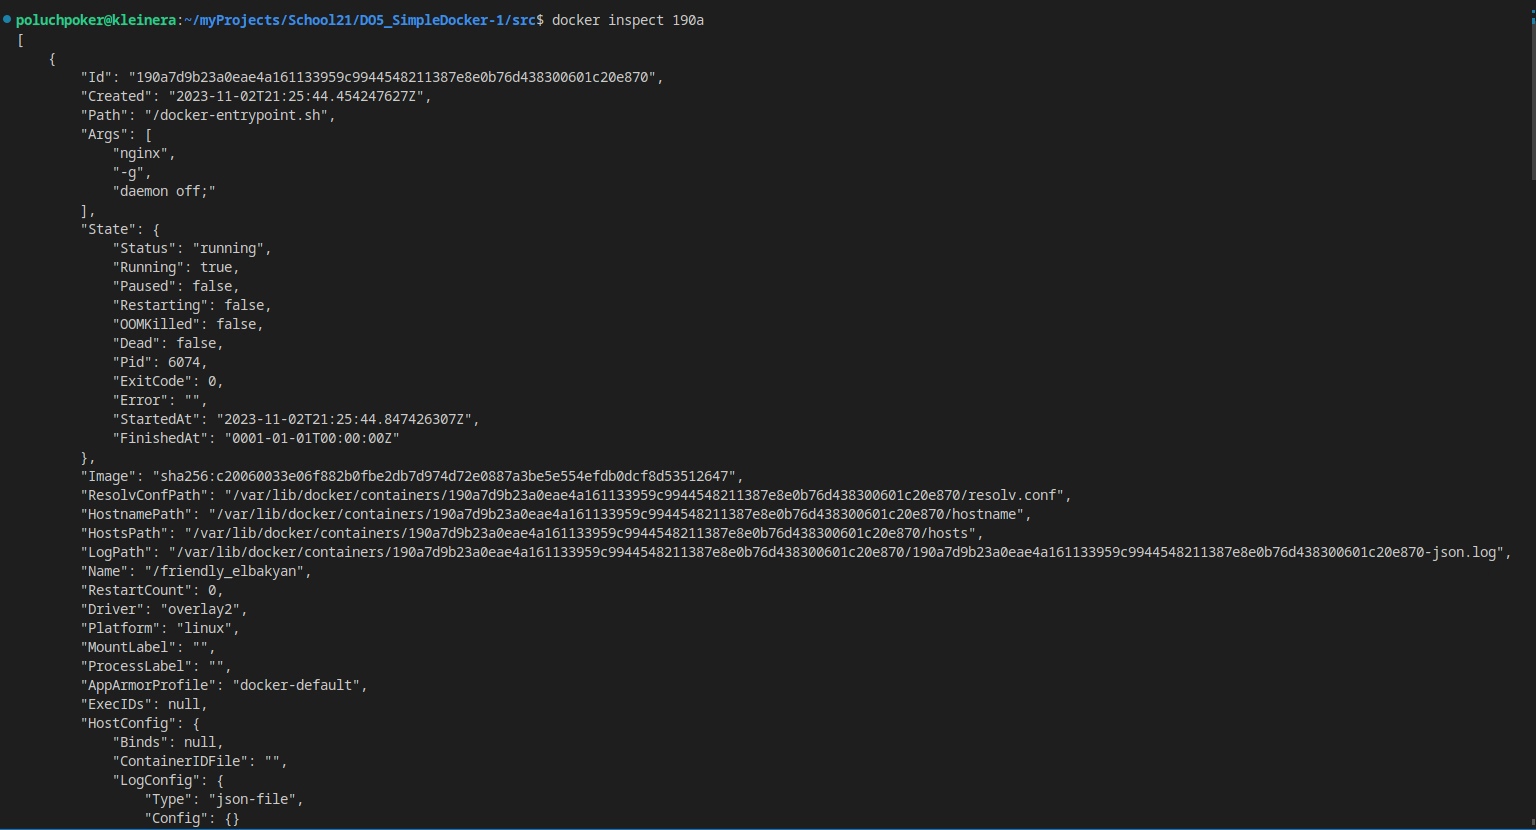 poluchpoker@kleinera:~/myProjects/School21/DO5_SimpleDocker-1/src$ docker inspect 190a
[
    {
        "Id": "190a7d9b23a0eae4a161133959c9944548211387e8e0b76d438300601c20e870",
        "Created": "2023-11-02T21:25:44.454247627Z",
        "Path": "/docker-entrypoint.sh",
        "Args": [
            "nginx",
            "-g",
            "daemon off;"
        ],
        "State": {
            "Status": "running",
            "Running": true,
            "Paused": false,
            "Restarting": false,
            "OOMKilled": false,
            "Dead": false,
            "Pid": 6074,
            "ExitCode": 0,
            "Error": "",
            "StartedAt": "2023-11-02T21:25:44.847426307Z",
            "FinishedAt": "0001-01-01T00:00:00Z"
        },
        "Image": "sha256:c20060033e06f882b0fbe2db7d974d72e0887a3be5e554efdb0dcf8d53512647",
        "ResolvConfPath": "/var/lib/docker/containers/190a7d9b23a0eae4a161133959c9944548211387e8e0b76d438300601c20e870/resolv.conf",
        "HostnamePath": "/var/lib/docker/containers/190a7d9b23a0eae4a161133959c9944548211387e8e0b76d438300601c20e870/hostname",
        "HostsPath": "/var/lib/docker/containers/190a7d9b23a0eae4a161133959c9944548211387e8e0b76d438300601c20e870/hosts",
        "LogPath": "/var/lib/docker/containers/190a7d9b23a0eae4a161133959c9944548211387e8e0b76d438300601c20e870/190a7d9b23a0eae4a161133959c9944548211387e8e0b76d438300601c20e870-json.log",
        "Name": "/friendly_elbakyan",
        "RestartCount": 0,
        "Driver": "overlay2",
        "Platform": "linux",
        "MountLabel": "",
        "ProcessLabel": "",
        "AppArmorProfile": "docker-default",
        "ExecIDs": null,
        "HostConfig": {
            "Binds": null,
            "ContainerIDFile": "",
            "LogConfig": {
                "Type": "json-file",
                "Config": {}